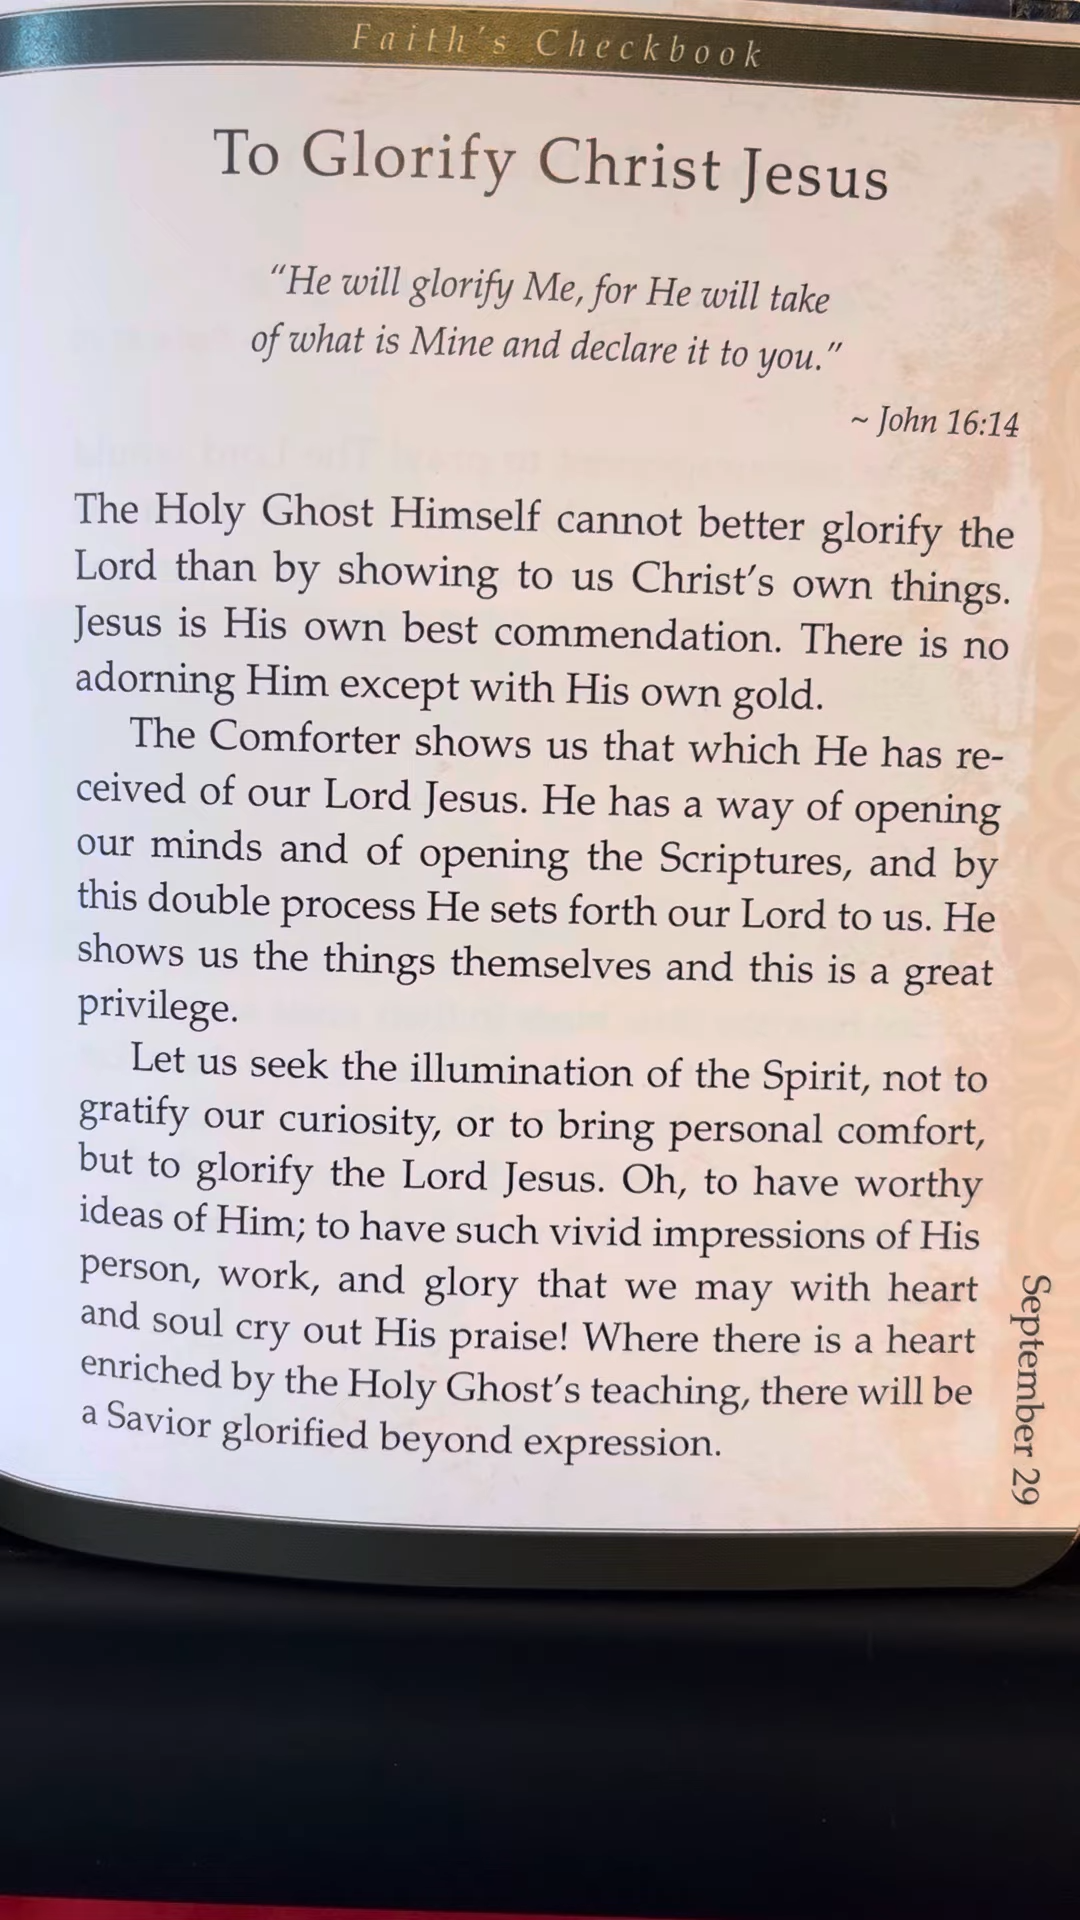 Faith's Checkbook
To Glorify Christ Jesus
“He will glorify Me, for He will take
of what is Mine and declare it to you.”
~ John 16:14
The Holy Ghost Himself cannot better glorify the
Lord than by showing to us Christ’s own things.
Jesus is His own best commendation. There is no
adorning Him except with His own gold.
The Comforter shows us that which He has re-
ceived of our Lord Jesus. He has a way of opening
our minds and of opening the Scriptures, and by
this double process He sets forth our Lord to us. He
shows us the things themselves and this is a great
privilege.
Let us seek the illumination of the Spirit, not to
gratify our curiosity, or to bring personal comfort,
but to glorify the Lord Jesus. Oh, to have worthy
ideas of Him; to have such vivid impressions of His
person, work, and glory that we may with heart
and soul cry out His praise! Where there is a heart
enriched by the Holy Ghost’s teaching, there will be
a Savior glorified beyond expression.
September 29